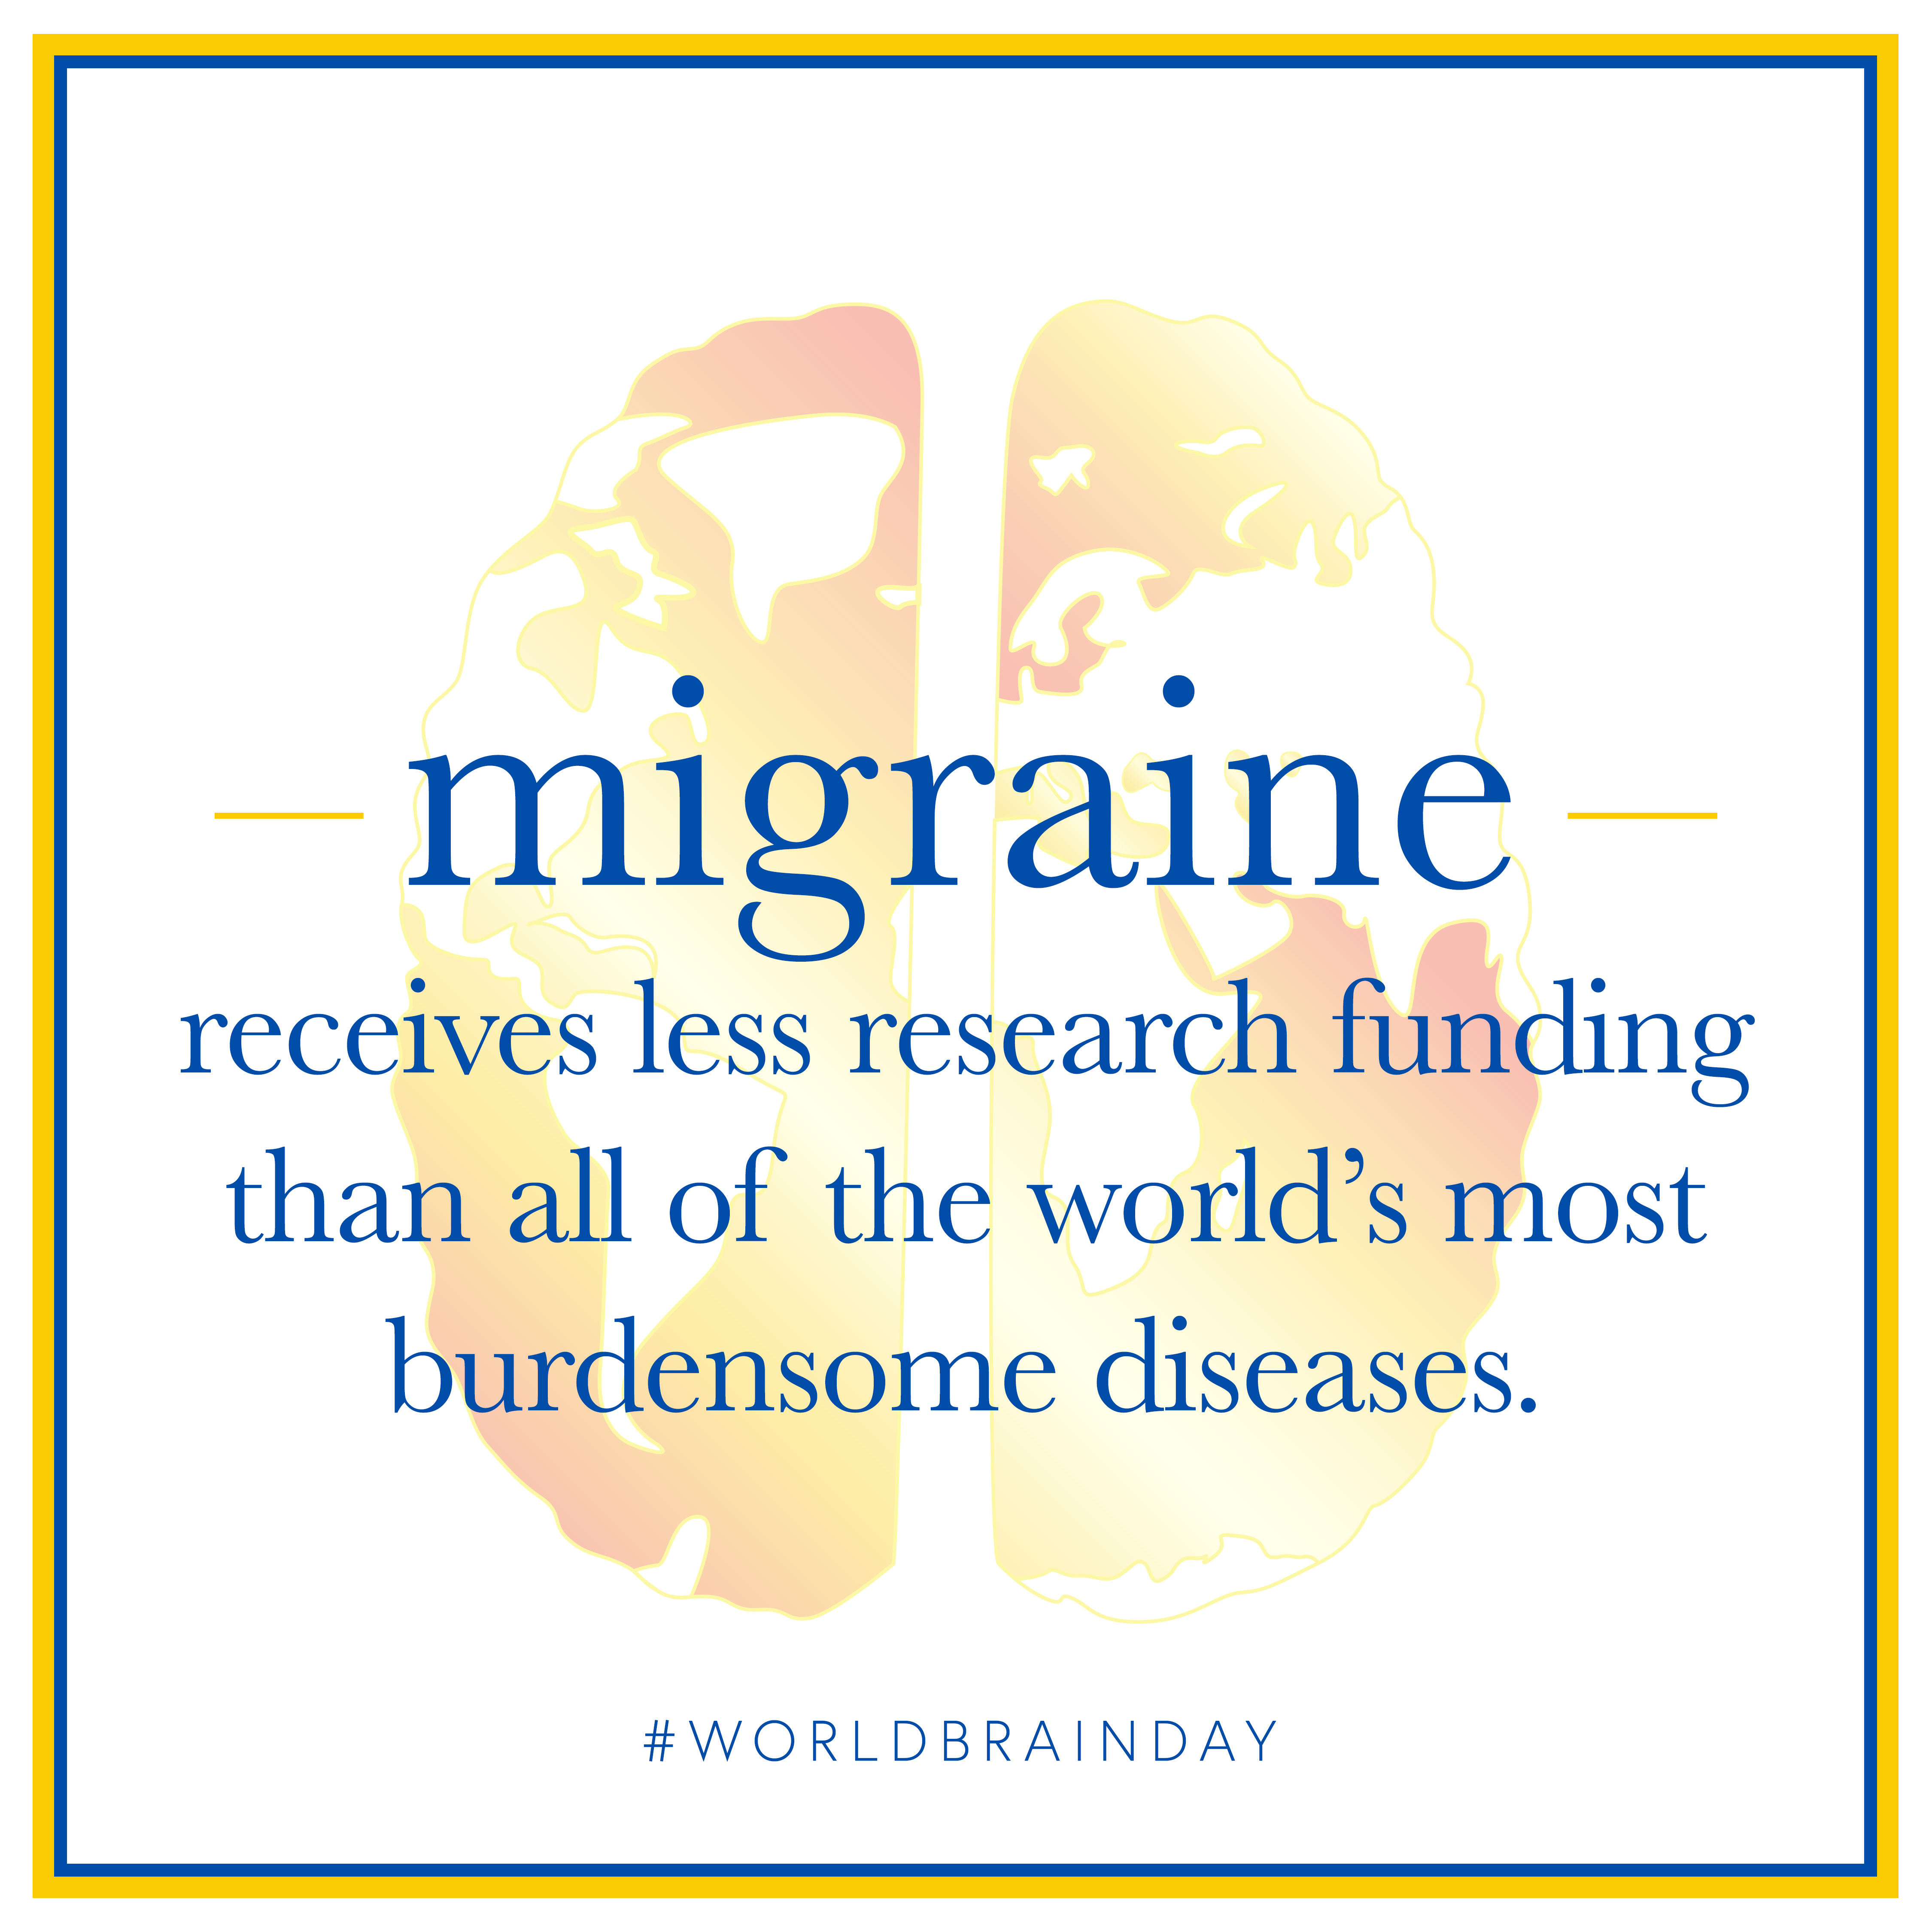 migraine
receives less research funding
than all of the world’s most
burdensome diseases.
#WORLDBRAINDAY